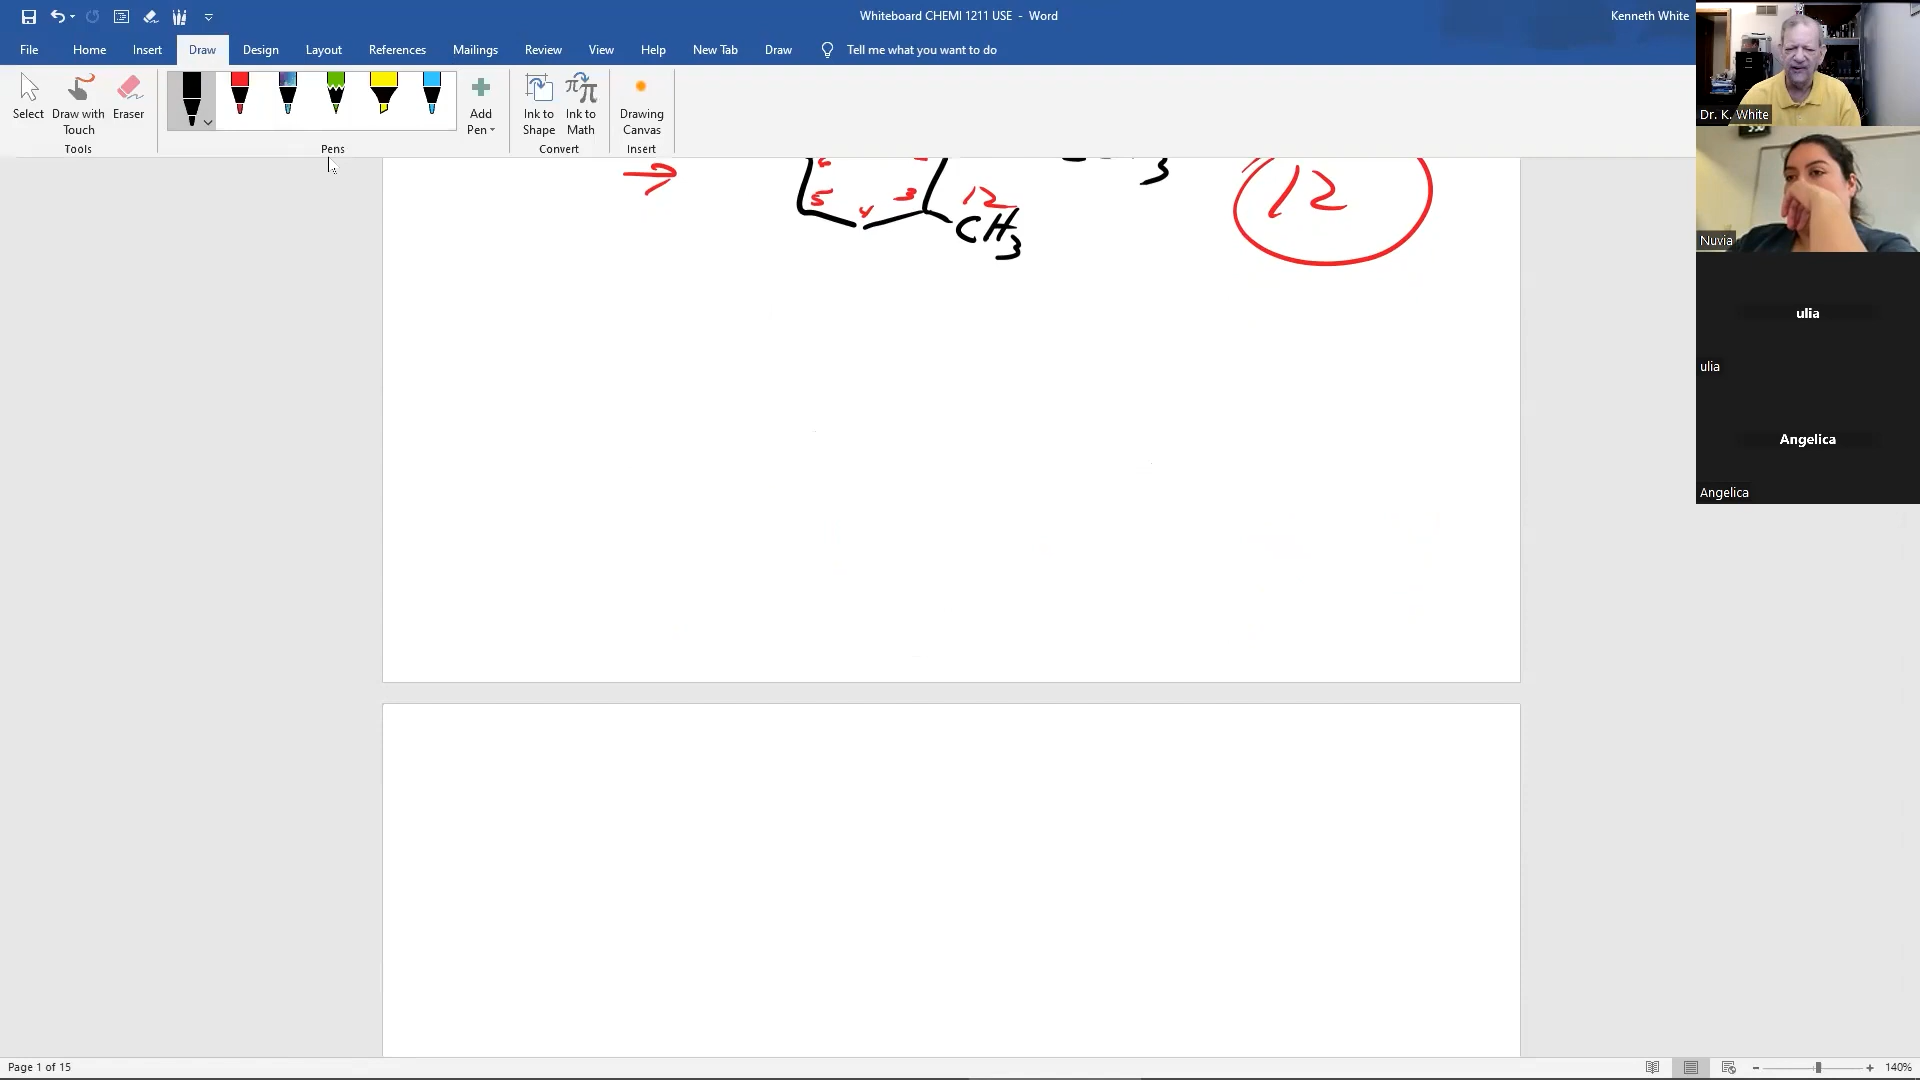 Whiteboard CHEMI 1211 USE - Word
Kenneth White
File Home Insert Draw Design Layout References Mailings Review View Help New Tab Draw Tell me what you want to do
Select Draw with Touch Eraser Add Pen Ink to Shape Ink to Math Drawing Canvas
Tools Pens Convert Insert
Dr. K. White
Nuvia
ulia
ulia
Angelica
Angelica
3
12
5 4 3 12
CH3
Page 1 of 15
140%